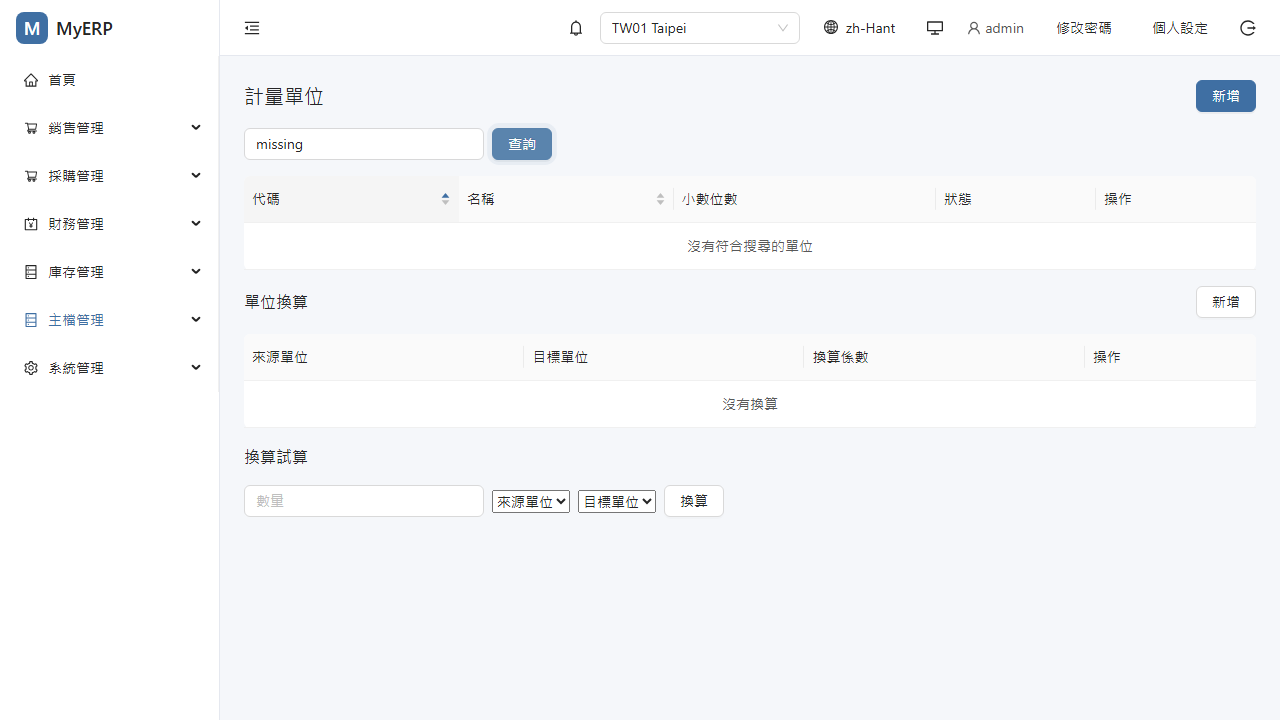 M MyERP
TW01 Taipei
zh-Hant
admin
修改密碼
個人設定
首頁
銷售管理
採購管理
財務管理
庫存管理
主檔管理
系統管理
計量單位
新增
missing
查詢
代碼 名稱 小數位數 狀態 操作
沒有符合搜尋的單位
單位換算
新增
來源單位 目標單位 換算係數 操作
沒有換算
換算試算
數量 來源單位 目標單位 換算